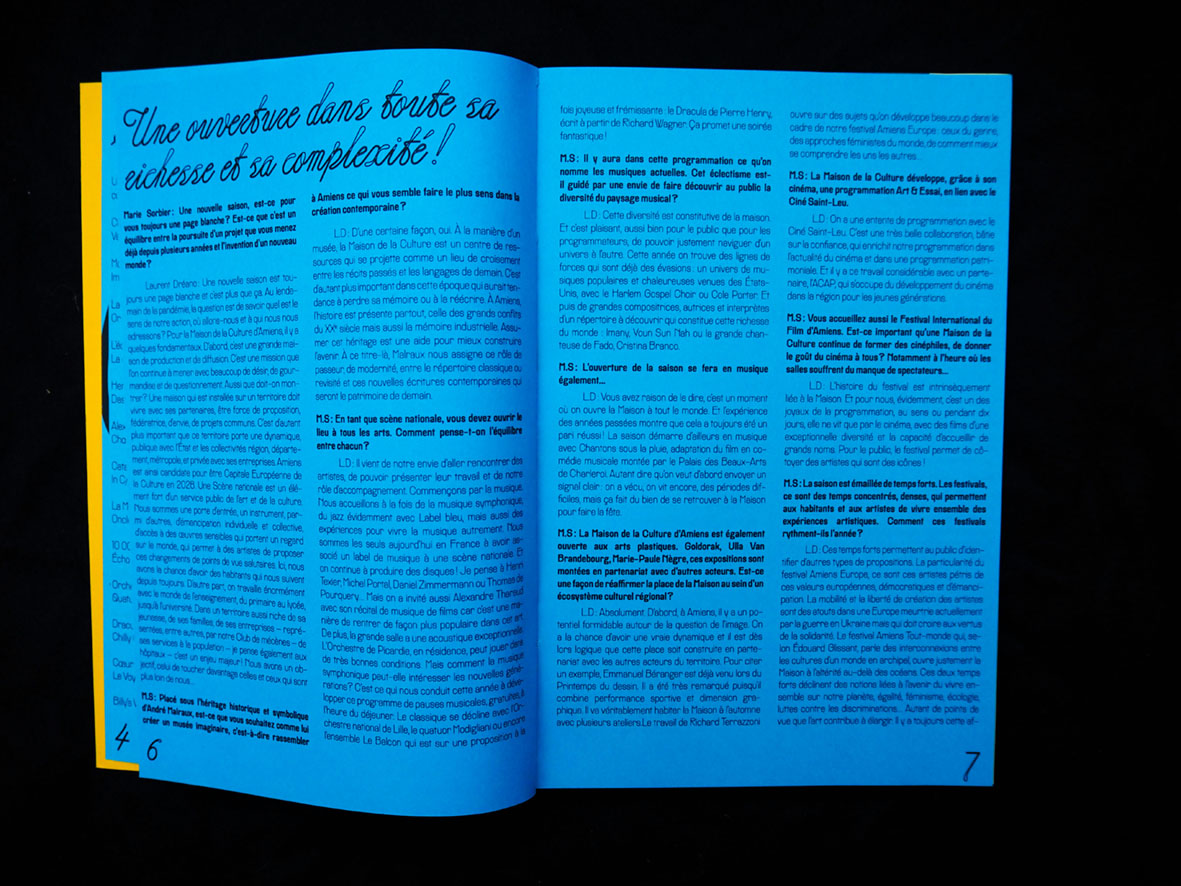 Une ouverture dans toute sa
richesse et sa complexité !
Marie Sorbier : Une nouvelle saison, est-ce pour
vous toujours une page blanche ? Est-ce que c'est un
équilibre entre la poursuite d'un projet que vous menez
déjà depuis plusieurs années et l'invention d'un nouveau
monde ?
Laurent Dréano : Une nouvelle saison est tou-
jours une page blanche et c'est plus que ça. Au lende-
main de la pandémie, la question est de savoir quel est le
sens de notre action, où allons-nous et à qui nous nous
adressons ? Pour la Maison de la Culture d'Amiens, il y a
quelques fondamentaux. D'abord, c'est une grande mai-
son de production et de diffusion. C'est une mission que
l'on continue à mener avec beaucoup de désir, de gour-
mandise et de questionnement. Aussi que doit-on mon-
trer ? Une maison qui est installée sur un territoire doit
vivre avec ses partenaires, être force de proposition,
fédératrice, d'envie, de projets communs. C'est d'autant
plus important que ce territoire porte une dynamique,
publique avec l'État et les collectivités région, départe-
ment, métropole, et privée avec ses entreprises. Amiens
est ainsi candidate pour être Capitale Européenne de
la Culture en 2028. Une Scène nationale est un élé-
ment fort d'un service public de l'art et de la culture.
Nous sommes une porte d'entrée, un instrument, par-
mi d'autres, d'émancipation individuelle et collective,
d'accès à des œuvres sensibles qui portent un regard
sur le monde, qui permet à des artistes de proposer
ces changements de points de vue salutaires. Ici, nous
avons la chance d'avoir des habitants qui nous suivent
depuis toujours. D'autre part, on travaille énormément
avec le monde de l'enseignement, du primaire au lycée,
jusqu'à l'université. Dans un territoire aussi riche de sa
jeunesse, de ses familles, de ses entreprises – repré-
sentées, entre autres, par notre Club de mécènes – de
ses services à la population – je pense également aux
hôpitaux – c'est un enjeu majeur ! Nous avons un ob-
jectif, celui de toucher davantage celles et ceux qui sont
plus loin de nous...
M.S : Placé sous l'héritage historique et symbolique
d'André Malraux, est-ce que vous souhaitez comme lui
créer un musée imaginaire, c'est-à-dire rassembler
à Amiens ce qui vous semble faire le plus sens dans la
création contemporaine ?
L.D : D'une certaine façon, oui. À la manière d'un
musée, la Maison de la Culture est un centre de res-
sources qui se projette comme un lieu de croisement
entre les récits passés et les langages de demain. C'est
d'autant plus important dans cette époque qui aurait ten-
dance à perdre sa mémoire ou à la réécrire. À Amiens,
l'histoire est présente partout, celle des grands conflits
du XXe siècle mais aussi la mémoire industrielle. Assu-
mer cet héritage est une aide pour mieux construire
l'avenir. À ce titre-là, Malraux nous assigne ce rôle de
passeur, de modernité, entre le répertoire classique ou
revisité et ces nouvelles écritures contemporaines qui
seront le patrimoine de demain.
M.S : En tant que scène nationale, vous devez ouvrir le
lieu à tous les arts. Comment pense-t-on l'équilibre
entre chacun ?
L.D : Il vient de notre envie d'aller rencontrer des
artistes, de pouvoir présenter leur travail et de notre
rôle d'accompagnement. Commençons par la musique.
Nous accueillons à la fois de la musique symphonique,
du jazz évidemment avec Label bleu, mais aussi des
expériences pour vivre la musique autrement. Nous
sommes les seuls aujourd'hui en France à avoir as-
socié un label de musique à une scène nationale. Et
on continue à produire des disques ! Je pense à Henri
Texier, Michel Portal, Daniel Zimmermann ou Thomas de
Pourquery... Mais on a invité aussi Alexandre Tharaud
avec son récital de musique de films car c'est une ma-
nière de rentrer de façon plus populaire dans cet art.
De plus, la grande salle a une acoustique exceptionnelle.
L'Orchestre de Picardie, en résidence, peut jouer dans
de très bonnes conditions. Mais comment la musique
symphonique peut-elle intéresser les nouvelles géné-
rations ? C'est ce qui nous conduit cette année à déve-
lopper ce programme de pauses musicales, gratuites, à
l'heure du déjeuner. Le classique se décline avec l'Or-
chestre national de Lille, le quatuor Modigliani ou encore
l'ensemble Le Balcon qui est sur une proposition à la
4
6
fois joyeuse et frémissante : le Dracula de Pierre Henry,
écrit à partir de Richard Wagner. Ça promet une soirée
fantastique !
M.S : Il y aura dans cette programmation ce qu'on
nomme les musiques actuelles. Cet éclectisme est-
il guidé par une envie de faire découvrir au public la
diversité du paysage musical ?
L.D : Cette diversité est constitutive de la maison.
Et c'est plaisant, aussi bien pour le public que pour les
programmateurs, de pouvoir justement naviguer d'un
univers à l'autre. Cette année on trouve des lignes de
forces qui sont déjà des évasions : un univers de mu-
siques populaires et chaleureuses venues des États-
Unis, avec le Harlem Gospel Choir ou Cole Porter. Et
puis de grandes compositrices, autrices et interprètes
d'un répertoire à découvrir qui constitue cette richesse
du monde : Imany, Youn Sun Nah ou la grande chan-
teuse de Fado, Cristina Branco.
M.S : L'ouverture de la saison se fera en musique
également...
L.D : Vous avez raison de le dire, c'est un moment
où on ouvre la Maison à tout le monde. Et l'expérience
des années passées montre que cela a toujours été un
pari réussi ! La saison démarre d'ailleurs en musique
avec Chantons sous la pluie, adaptation du film en co-
médie musicale montée par le Palais des Beaux-Arts
de Charleroi. Autant dire qu'on veut d'abord envoyer un
signal clair : on a vécu, on vit encore, des périodes dif-
ficiles, mais ça fait du bien de se retrouver à la Maison
pour faire la fête.
M.S : La Maison de la Culture d'Amiens est également
ouverte aux arts plastiques. Goldorak, Ulla Van
Brandebourg, Marie-Paule Nègre, ces expositions sont
montées en partenariat avec d'autres acteurs. Est-ce
une façon de réaffirmer la place de la Maison au sein d'un
écosystème culturel régional ?
L.D : Absolument. D'abord, à Amiens, il y a un po-
tentiel formidable autour de la question de l'image. On
a la chance d'avoir une vraie dynamique et il est dès
lors logique que cette place soit construite en parte-
nariat avec les autres acteurs du territoire. Pour citer
un exemple, Emmanuel Béranger est déjà venu lors du
Printemps du dessin. Il a été très remarqué puisqu'il
combine performance sportive et dimension gra-
phique. Il va véritablement habiter la Maison à l'automne
avec plusieurs ateliers. Le travail de Richard Terrazzoni
ouvre sur des sujets qu'on développe beaucoup dans le
cadre de notre festival Amiens Europe : ceux du genre,
des approches féministes du monde, de comment mieux
se comprendre les uns les autres...
M.S : La Maison de la Culture développe, grâce à son
cinéma, une programmation Art & Essai, en lien avec le
Ciné Saint-Leu.
L.D : On a une entente de programmation avec le
Ciné Saint-Leu. C'est une très belle collaboration, bâtie
sur la confiance, qui enrichit notre programmation dans
l'actualité du cinéma et dans une programmation patri-
moniale. Et il y a ce travail considérable avec un parte-
naire, l'ACAP, qui s'occupe du développement du cinéma
dans la région pour les jeunes générations.
M.S : Vous accueillez aussi le Festival International du
Film d'Amiens. Est-ce important qu'une Maison de la
Culture continue de former des cinéphiles, de donner
le goût du cinéma à tous ? Notamment à l'heure où les
salles souffrent du manque de spectateurs...
L.D : L'histoire du festival est intrinsèquement
liée à la Maison. Et pour nous, évidemment, c'est un des
joyaux de la programmation, au sens ou pendant dix
jours, elle ne vit que par le cinéma, avec des films d'une
exceptionnelle diversité et la capacité d'accueillir de
grands noms. Pour le public, le festival permet de cô-
toyer des artistes qui sont des icônes !
M.S : La saison est émaillée de temps forts. Les festivals,
ce sont des temps concentrés, denses, qui permettent
aux habitants et aux artistes de vivre ensemble des
expériences artistiques. Comment ces festivals
rythment-ils l'année ?
L.D : Ces temps forts permettent au public d'iden-
tifier d'autres types de propositions. La particularité du
festival Amiens Europe, ce sont ces artistes pétris de
ces valeurs européennes, démocratiques et d'émanci-
pation. La mobilité et la liberté de création des artistes
sont des atouts dans une Europe meurtrie actuellement
par la guerre en Ukraine mais qui doit croire aux vertus
de la solidarité. Le festival Amiens Tout-monde qui, se-
lon Édouard Glissant, parle des interconnexions entre
les cultures d'un monde en archipel, ouvre justement la
Maison à l'altérité au-delà des océans. Ces deux temps
forts déclinent des notions liées à l'avenir du vivre en-
semble sur notre planète, égalité, féminisme, écologie,
luttes contre les discriminations... Autant de points de
vue que l'art contribue à élargir. Il y a toujours cette af-
7